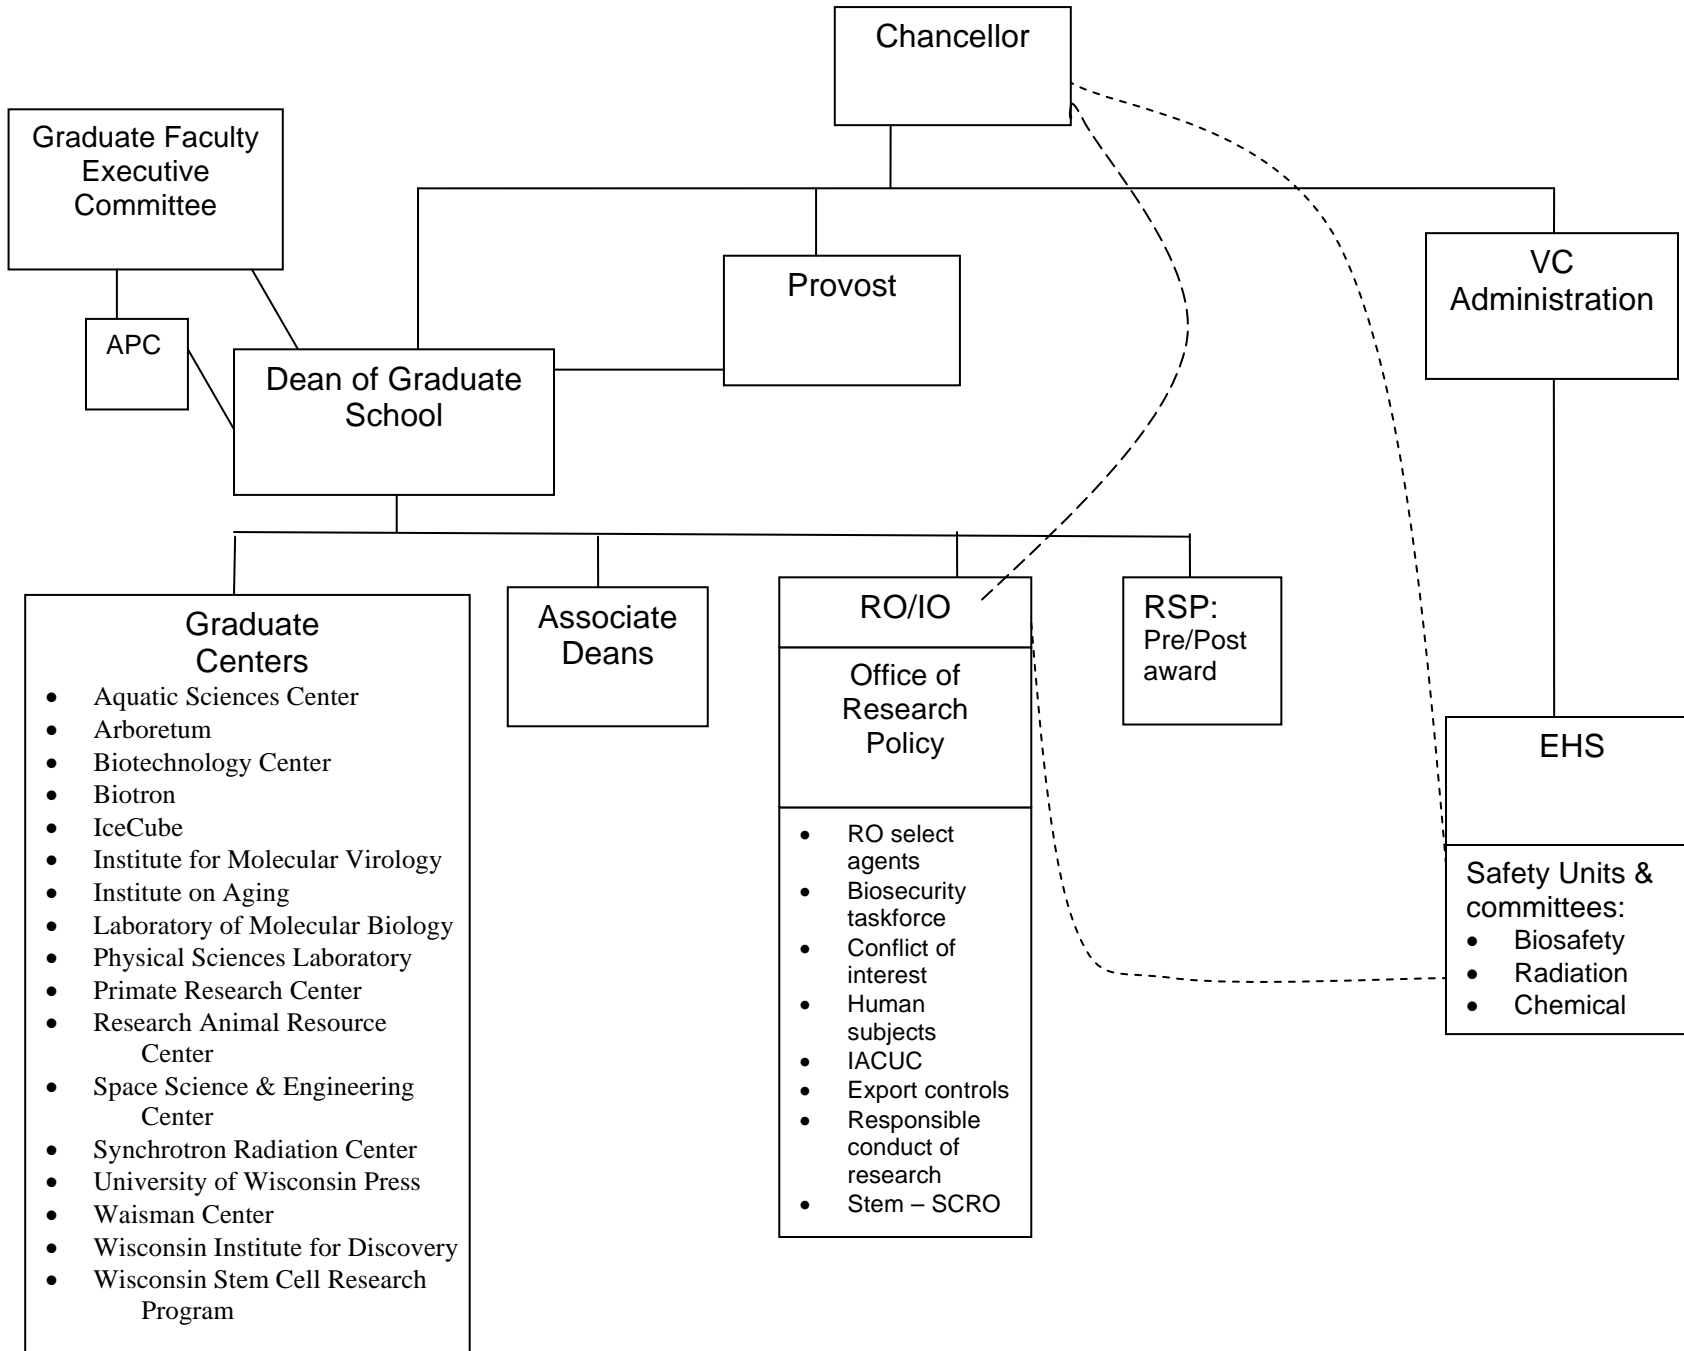 Chancellor
Graduate Faculty
Executive
Committee
APC
Dean of Graduate
School
Provost
VC
Administration
Graduate
Centers
• Aquatic Sciences Center
• Arboretum
• Biotechnology Center
• Biotron
• IceCube
• Institute for Molecular Virology
• Institute on Aging
• Laboratory of Molecular Biology
• Physical Sciences Laboratory
• Primate Research Center
• Research Animal Resource
Center
• Space Science & Engineering
Center
• Synchrotron Radiation Center
• University of Wisconsin Press
• Waisman Center
• Wisconsin Institute for Discovery
• Wisconsin Stem Cell Research
Program
Associate
Deans
RO/IO
Office of
Research
Policy
• RO select
agents
• Biosecurity
taskforce
• Conflict of
interest
• Human
subjects
• IACUC
• Export controls
• Responsible
conduct of
research
• Stem – SCRO
RSP:
Pre/Post
award
EHS
Safety Units &
committees:
• Biosafety
• Radiation
• Chemical